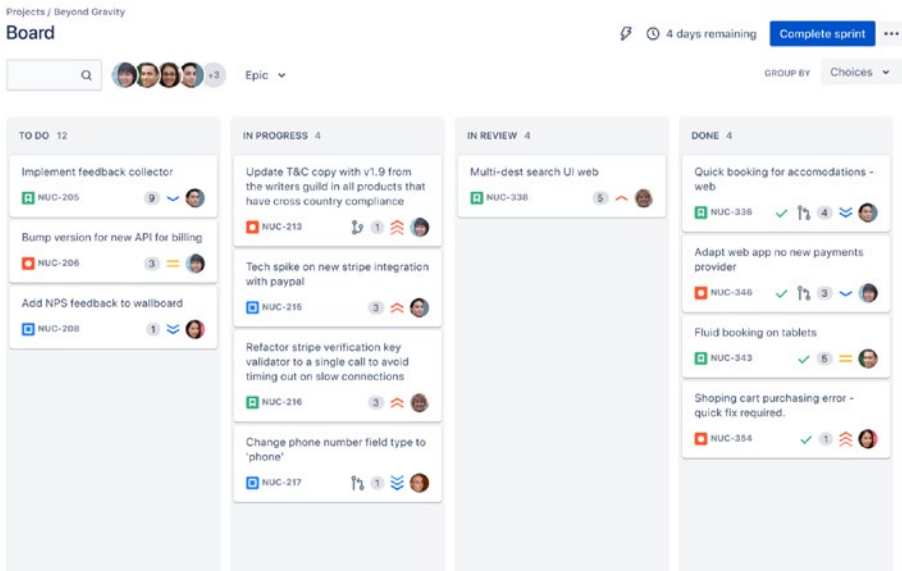 Projects / Beyond Gravity
Board
4 days remaining
Complete sprint
+3
Epic
GROUP BY
Choices
TO DO 12
Implement feedback collector
NUC-205
9
Bump version for new API for billing
NUC-206
3
Add NPS feedback to wallboard
NUC-208
1
IN PROGRESS 4
Update T&C copy with v1.9 from
the writers guild in all products that
have cross country compliance
NUC-213
1
Tech spike on new stripe integration
with paypal
NUC-215
3
Refactor stripe verification key
validator to a single call to avoid
timing out on slow connections
NUC-216
3
Change phone number field type to
'phone'
NUC-217
1
IN REVIEW 4
Multi-dest search UI web
NUC-338
5
DONE 4
Quick booking for accomodations -
web
NUC-336
4
Adapt web app no new payments
provider
NUC-346
3
Fluid booking on tablets
NUC-343
5
Shoping cart purchasing error -
quick fix required.
NUC-354
1